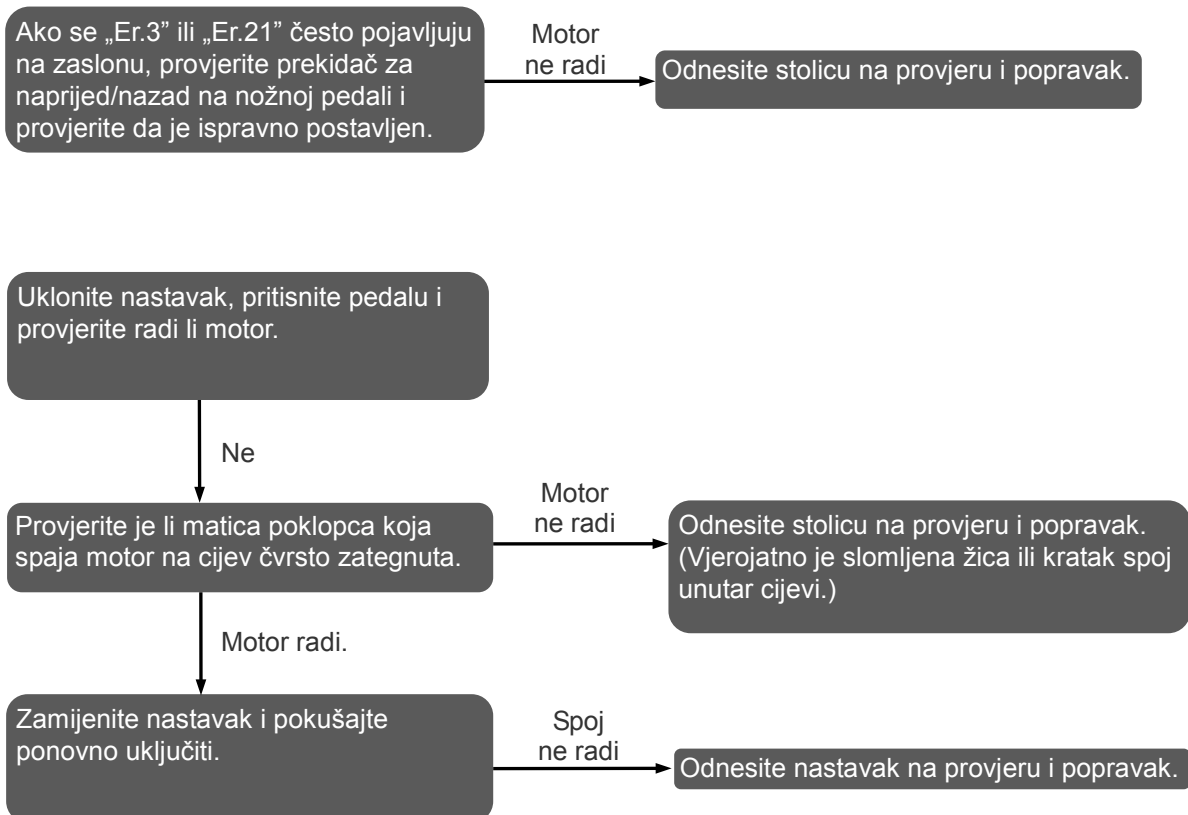 Ako se „Er.3” ili „Er.21” često pojavljuju
na zaslonu, provjerite prekidač za
naprijed/nazad na nožnoj pedali i
provjerite da je ispravno postavljen.
Motor
ne radi
Odnesite stolicu na provjeru i popravak.
Uklonite nastavak, pritisnite pedalu i
provjerite radi li motor.
Ne
Provjerite je li matica poklopca koja
spaja motor na cijev čvrsto zategnuta.
Motor
ne radi
Odnesite stolicu na provjeru i popravak.
(Vjerojatno je slomljena žica ili kratak spoj
unutar cijevi.)
Motor radi.
Zamijenite nastavak i pokušajte
ponovno uključiti.
Spoj
ne radi
Odnesite nastavak na provjeru i popravak.